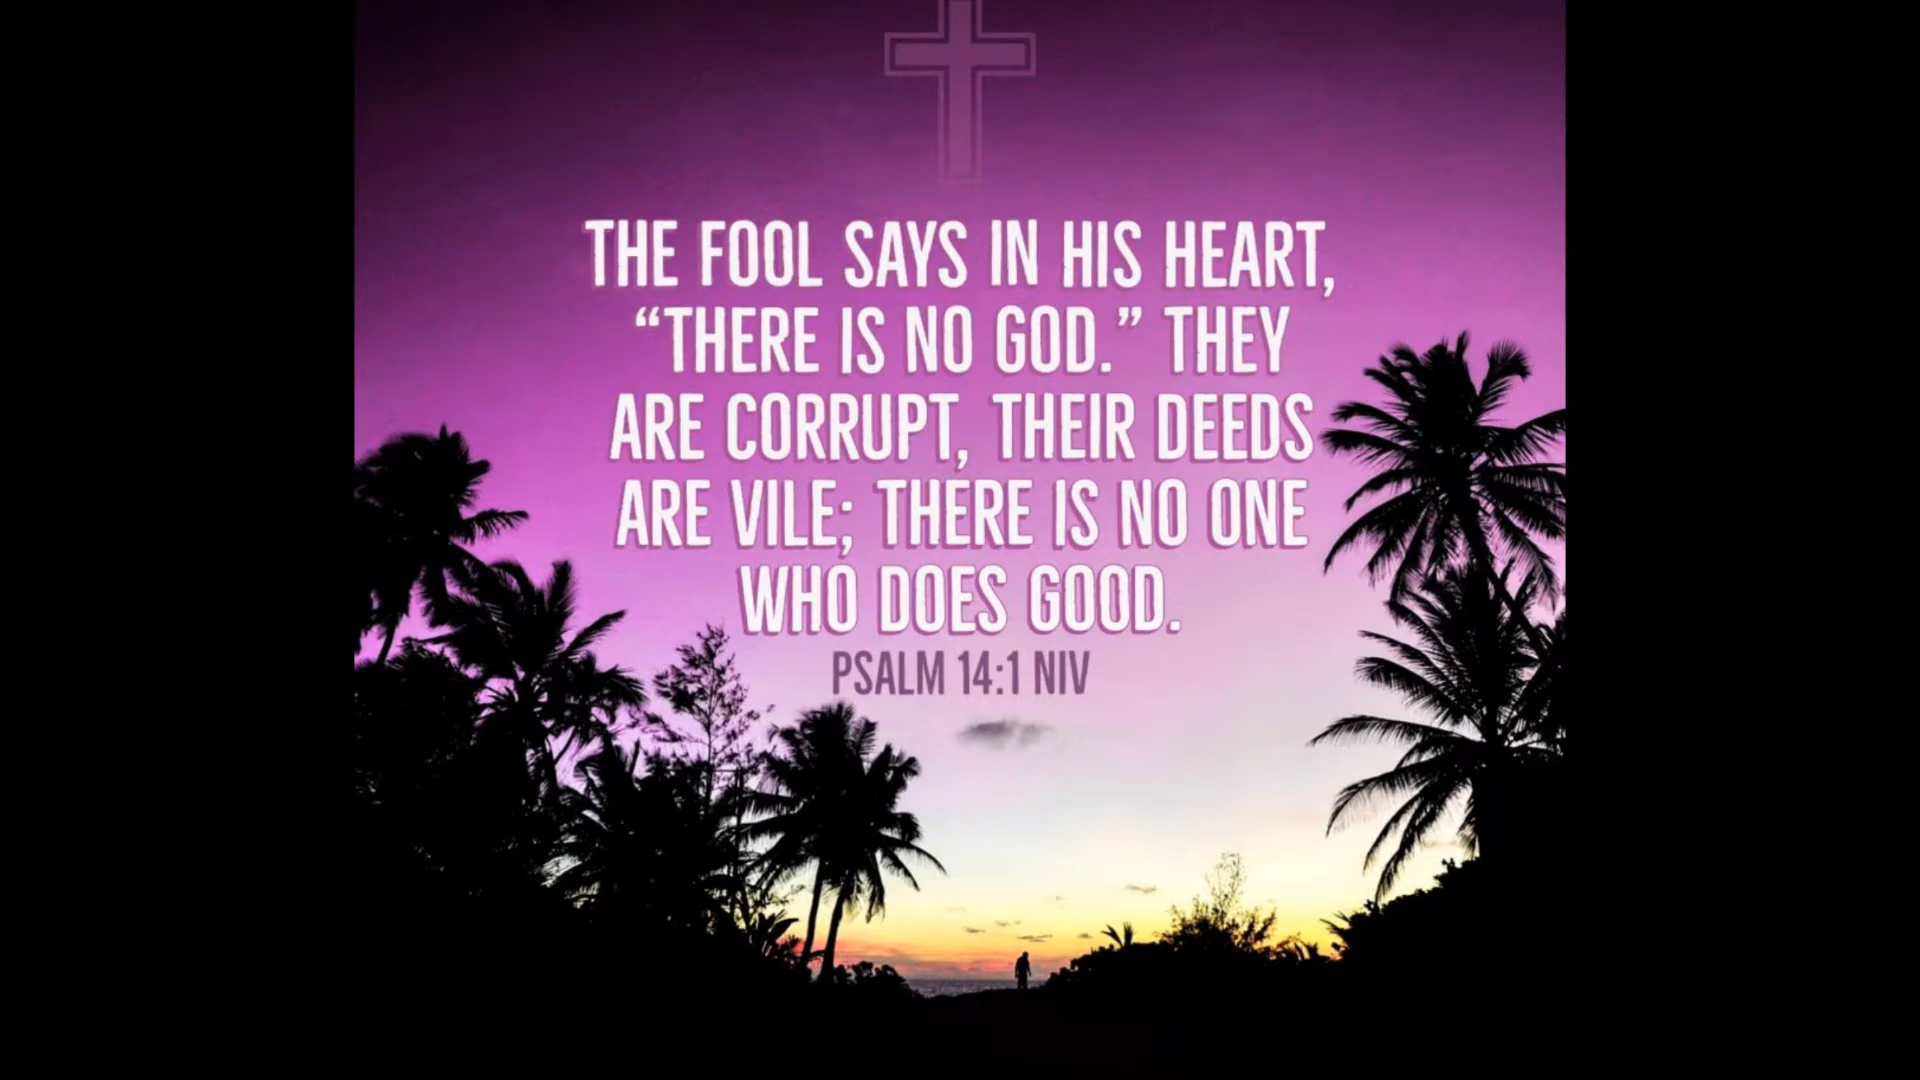 THE FOOL SAYS IN HIS HEART,
“THERE IS NO GOD.” THEY
ARE CORRUPT, THEIR DEEDS
ARE VILE; THERE IS NO ONE
WHO DOES GOOD.
PSALM 14:1 NIV